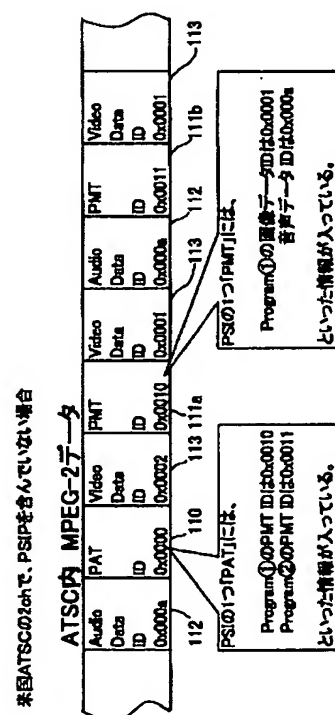 米国ATSCの2chで、PSIPを含んでいない場合
ATSC内 MPEG-2データ
Audio
Data
ID
0x000a
PAT
ID
0x0000
Video
Data
ID
0x0002
PMT
ID
0x0010
Video
Data
ID
0x0001
Audio
Data
ID
0x000a
PMT
ID
0x0011
Video
Data
ID
0x0001
112
110
113
111a
113
112
111b
113
PSIの1つ「PAT」には、
Program①のPMT IDは0x0010
Program②のPMT IDは0x0011
といった情報が入っている。
PSIの1つ「PMT」には、
Program①の画像データIDは0x0001
音声データ IDは0x000a
といった情報が入っている。